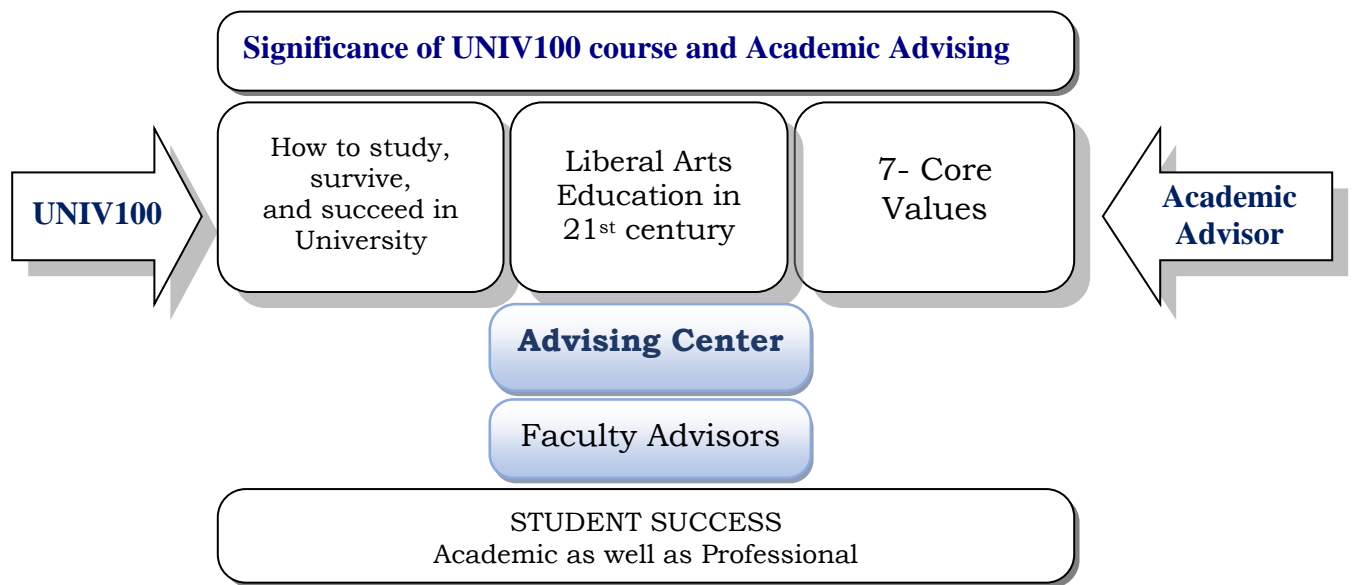 Significance of UNIV100 course and Academic Advising
UNIV100
How to study,
survive,
and succeed in
University
Liberal Arts
Education in
21st century
7- Core
Values
Academic
Advisor
Advising Center
Faculty Advisors
STUDENT SUCCESS
Academic as well as Professional